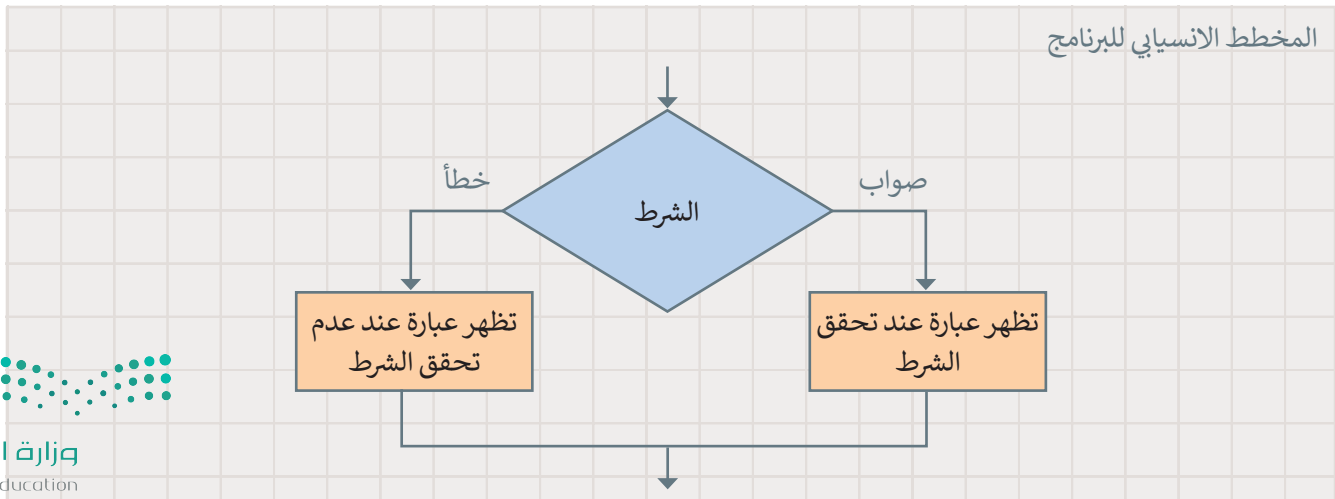 المخطط الانسيابي للبرنامج
صواب
خطأ
الشرط
تظهر عبارة عند تحقق
الشرط
تظهر عبارة عند عدم
تحقق الشرط
وزارة ا
ducation